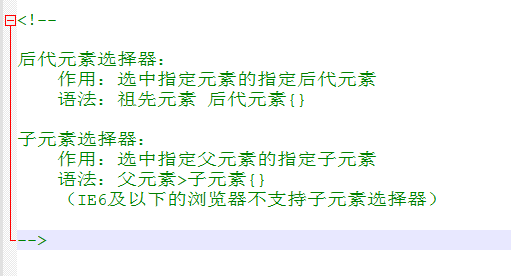 <!--
后代元素选择器：
作用：选中指定元素的指定后代元素
语法：祖先元素 后代元素{}
子元素选择器：
作用：选中指定父元素的指定子元素
语法：父元素>子元素{}
（IE6及以下的浏览器不支持子元素选择器）
-->